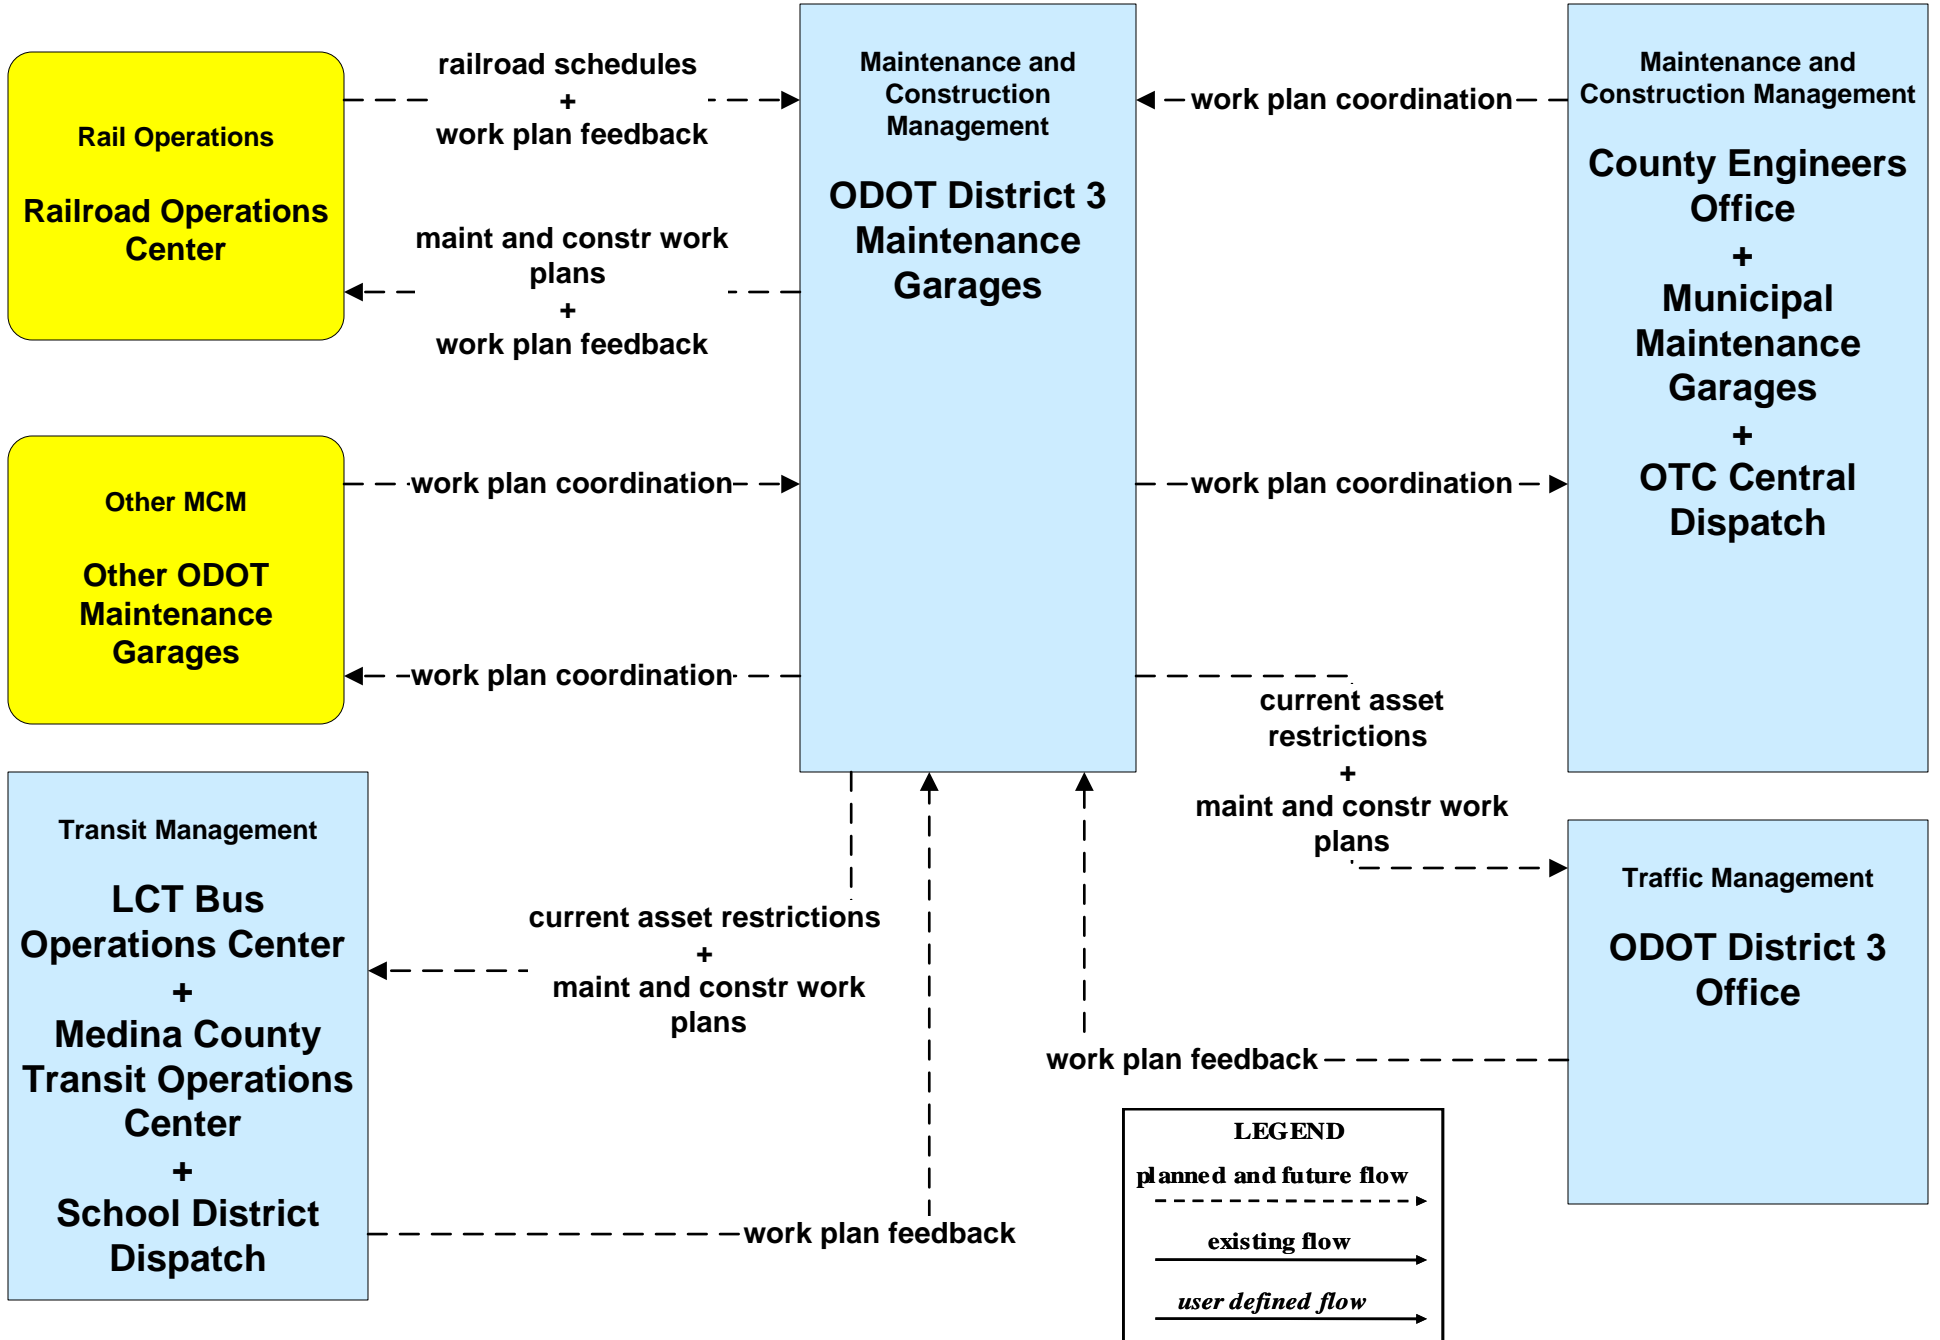 Rail Operations
Railroad Operations
Center
railroad schedules
+
work plan feedback
maint and constr work
plans
+
work plan feedback
Maintenance and
Construction
Management
ODOT District 3
Maintenance
Garages
work plan coordination
Maintenance and
Construction Management
County Engineers
Office
+
Municipal
Maintenance
Garages
+
OTC Central
Dispatch
Other MCM
Other ODOT
Maintenance
Garages
work plan coordination
work plan coordination
work plan coordination
current asset
restrictions
+
maint and constr work
plans
Transit Management
LCT Bus
Operations Center
+
Medina County
Transit Operations
Center
+
School District
Dispatch
current asset restrictions
+
maint and constr work
plans
work plan feedback
Traffic Management
ODOT District 3
Office
work plan feedback
LEGEND
planned and future flow
existing flow
user defined flow